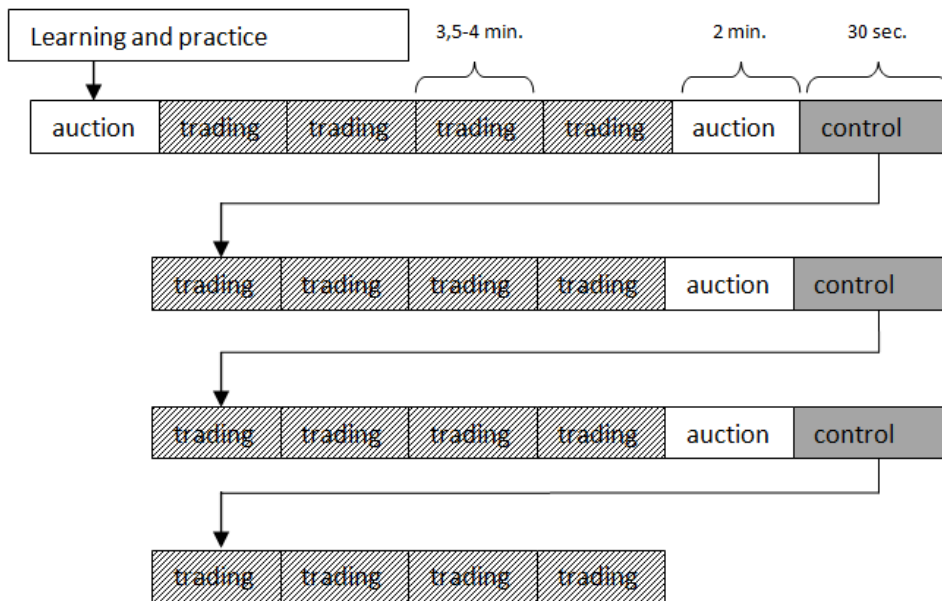 Learning and practice
3,5-4 min. 2 min. 30 sec.
auction trading trading trading trading auction control
trading trading trading trading auction control
trading trading trading trading auction control
trading trading trading trading